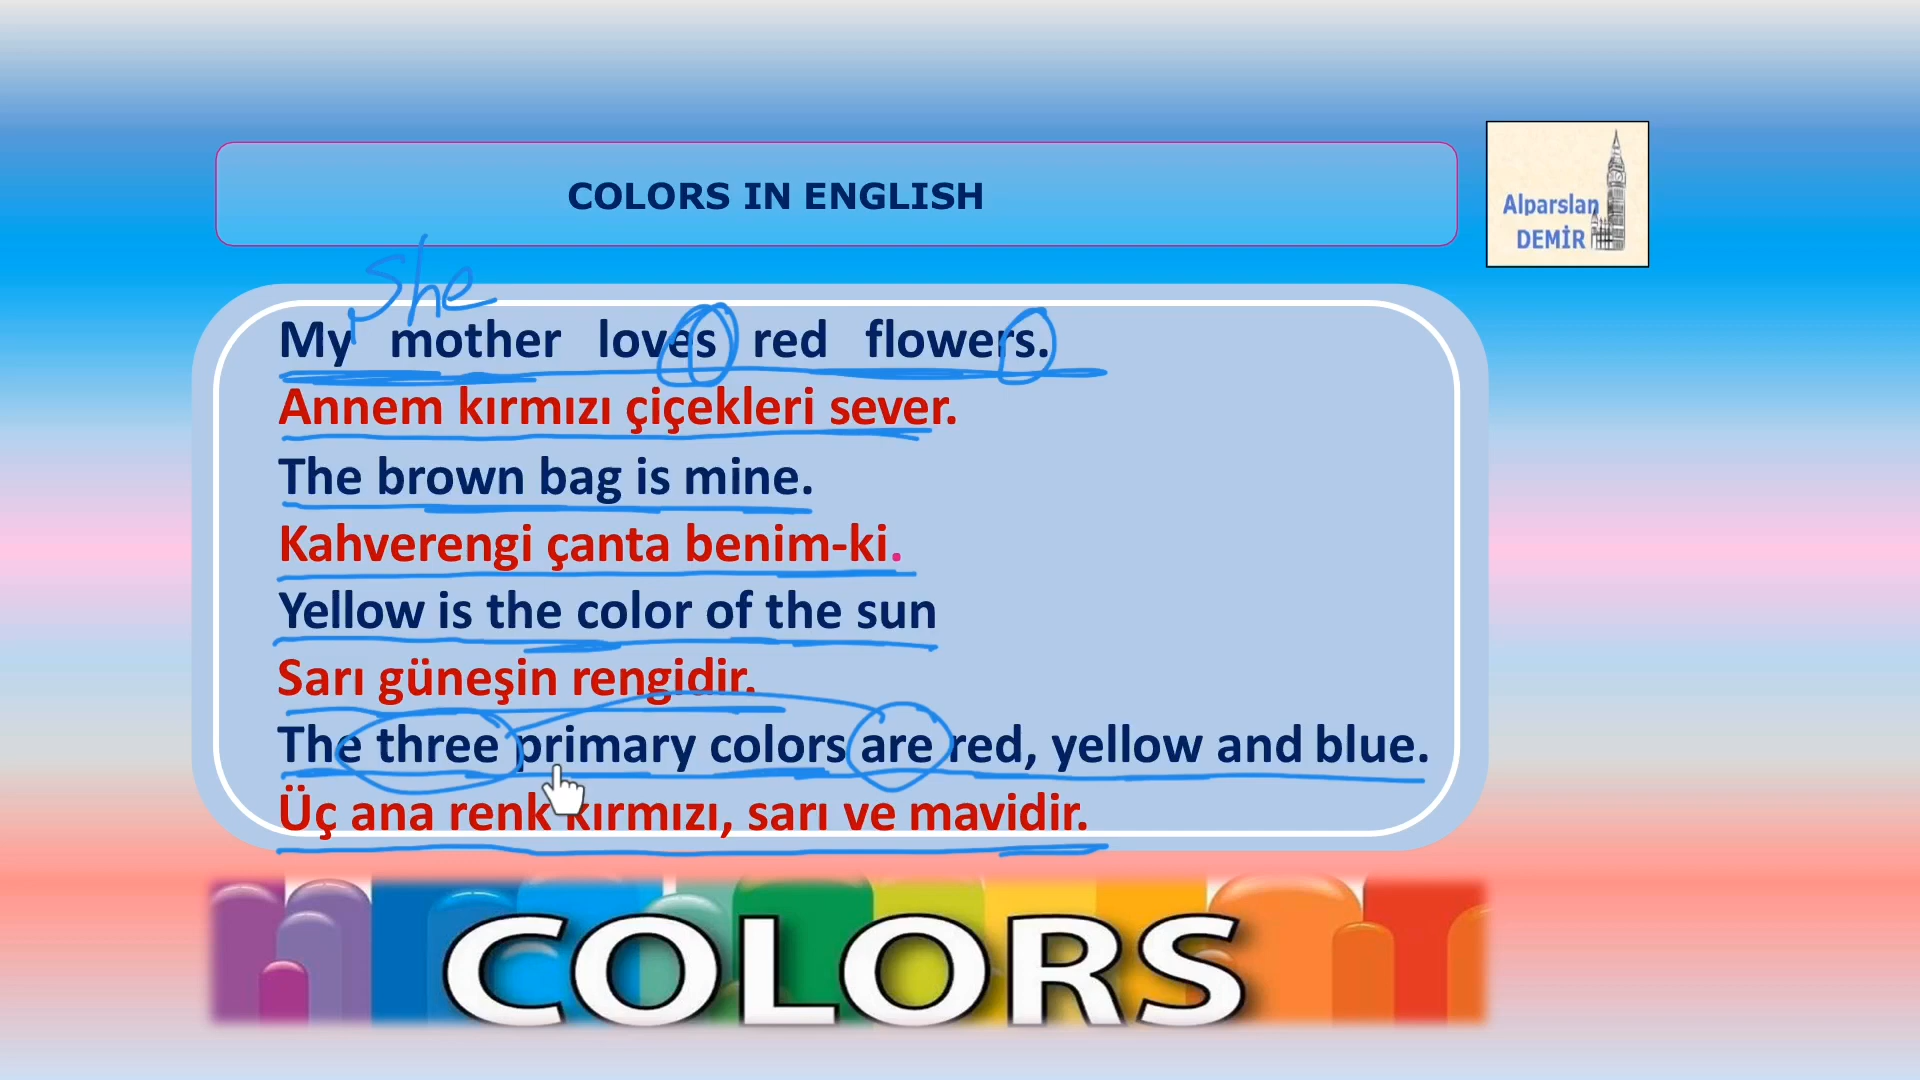 COLORS IN ENGLISH
Alparslan
DEMİR
She
My mother loves red flowers.
Annem kırmızı çiçekleri sever.
The brown bag is mine.
Kahverengi çanta benim-ki.
Yellow is the color of the sun
Sarı güneşin rengidir.
The three primary colors are red, yellow and blue.
Üç ana renk kırmızı, sarı ve mavidir.
COLORS